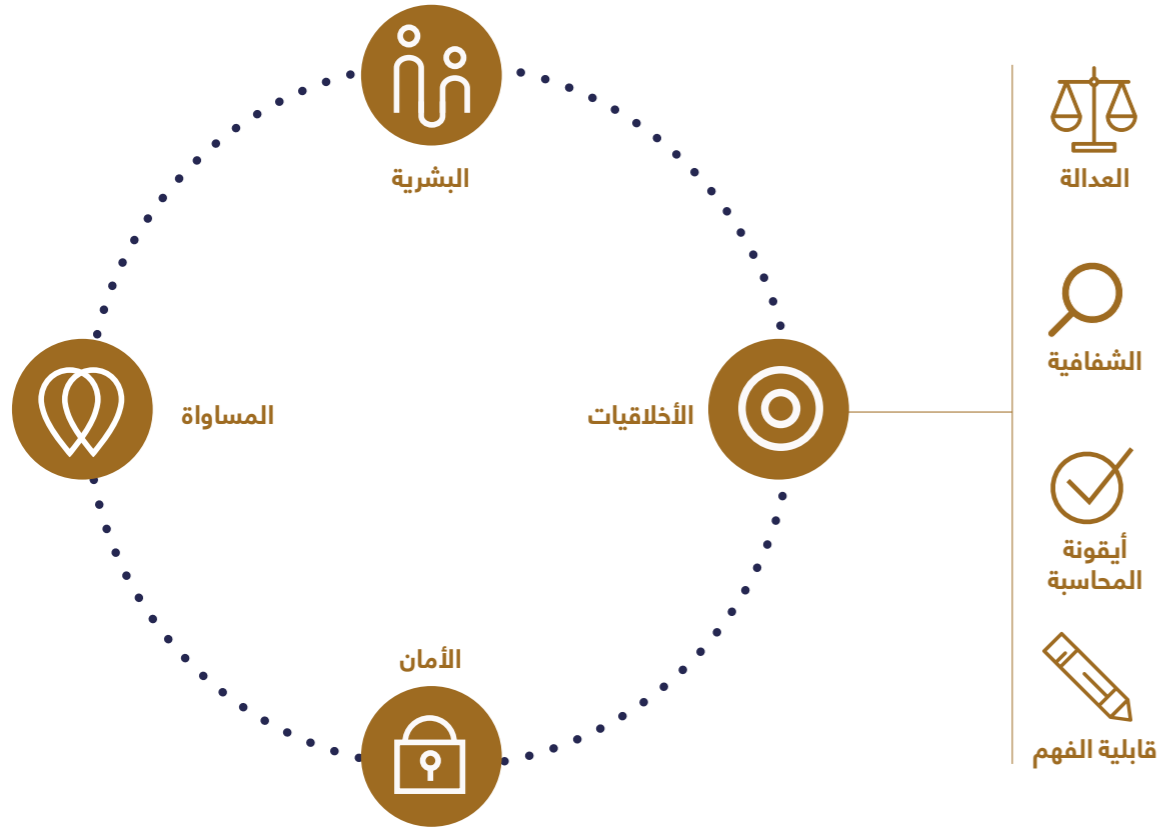 البشرية
الأخلاقيات
المساواة
الأمان
العدالة
الشفافية
أيقونة
المحاسبة
قابلية الفهم